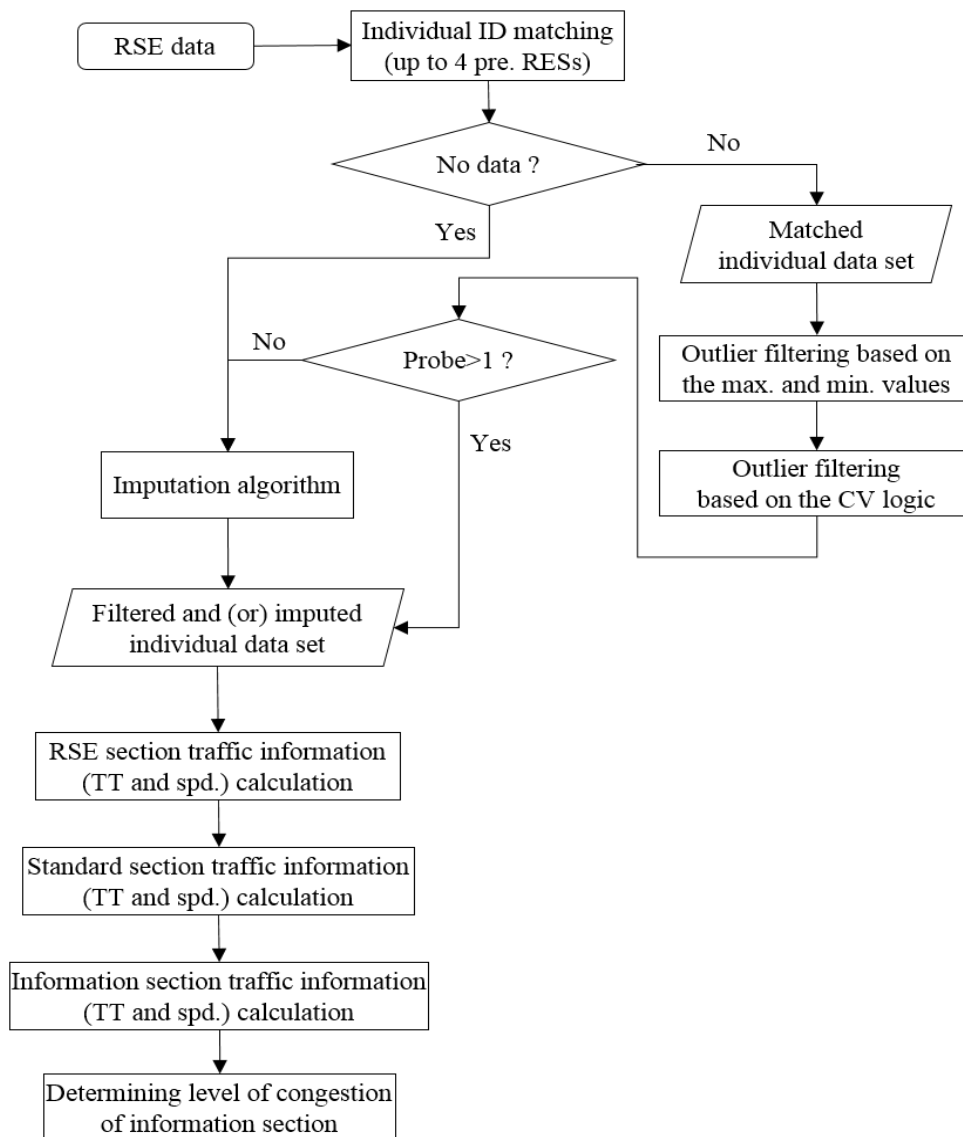 RSE data
Individual ID matching
(up to 4 pre. RESs)
No data ?
No
Yes
Matched
individual data set
Outlier filtering based on
the max. and min. values
Outlier filtering
based on the CV logic
Probe>1 ?
No
Yes
Imputation algorithm
Filtered and (or) imputed
individual data set
RSE section traffic information
(TT and spd.) calculation
Standard section traffic information
(TT and spd.) calculation
Information section traffic information
(TT and spd.) calculation
Determining level of congestion
of information section